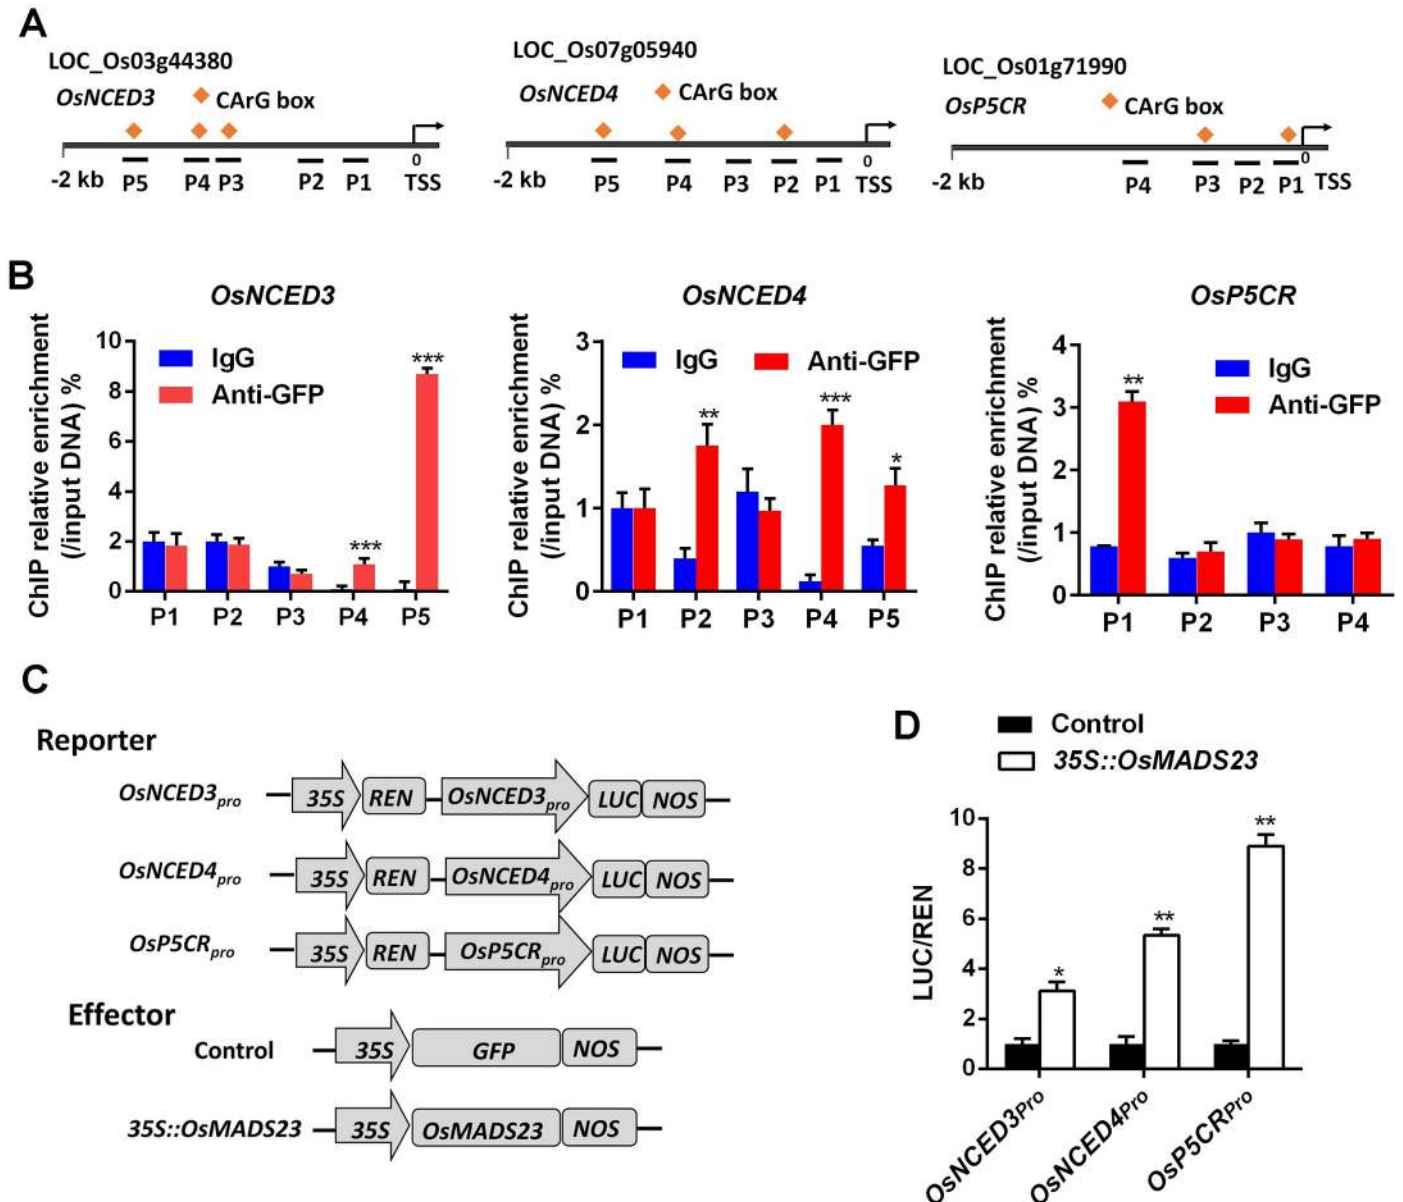 A
LOC_Os03g44380
OsNCED3
CArG box
-2 kb
P5
P4
P3
P2
P1
0
TSS
LOC_Os07g05940
OsNCED4
CArG box
-2 kb
P5
P4
P3
P2
P1
0
TSS
LOC_Os01g71990
OsP5CR
CArG box
-2 kb
P4
P3
P2
P1
0
TSS
B
OsNCED3
ChIP relative enrichment
(/input DNA) %
10
8
6
4
2
0
IgG
Anti-GFP
***
***
P1
P2
P3
P4
P5
OsNCED4
ChIP relative enrichment
(/input DNA) %
3
2
1
0
IgG
Anti-GFP
**
***
*
P1
P2
P3
P4
P5
OsP5CR
ChIP relative enrichment
(/input DNA) %
4
3
2
1
0
IgG
Anti-GFP
**
P1
P2
P3
P4
C
Reporter
OsNCED3pro
35S
REN
OsNCED3pro
LUC
NOS
OsNCED4pro
35S
REN
OsNCED4pro
LUC
NOS
OsP5CRpro
35S
REN
OsP5CRpro
LUC
NOS
Effector
Control
35S
GFP
NOS
35S::OsMADS23
35S
OsMADS23
NOS
D
Control
35S::OsMADS23
LUC/REN
10
8
6
4
2
0
*
**
**
OsNCED3Pro
OsNCED4Pro
OsP5CRPro